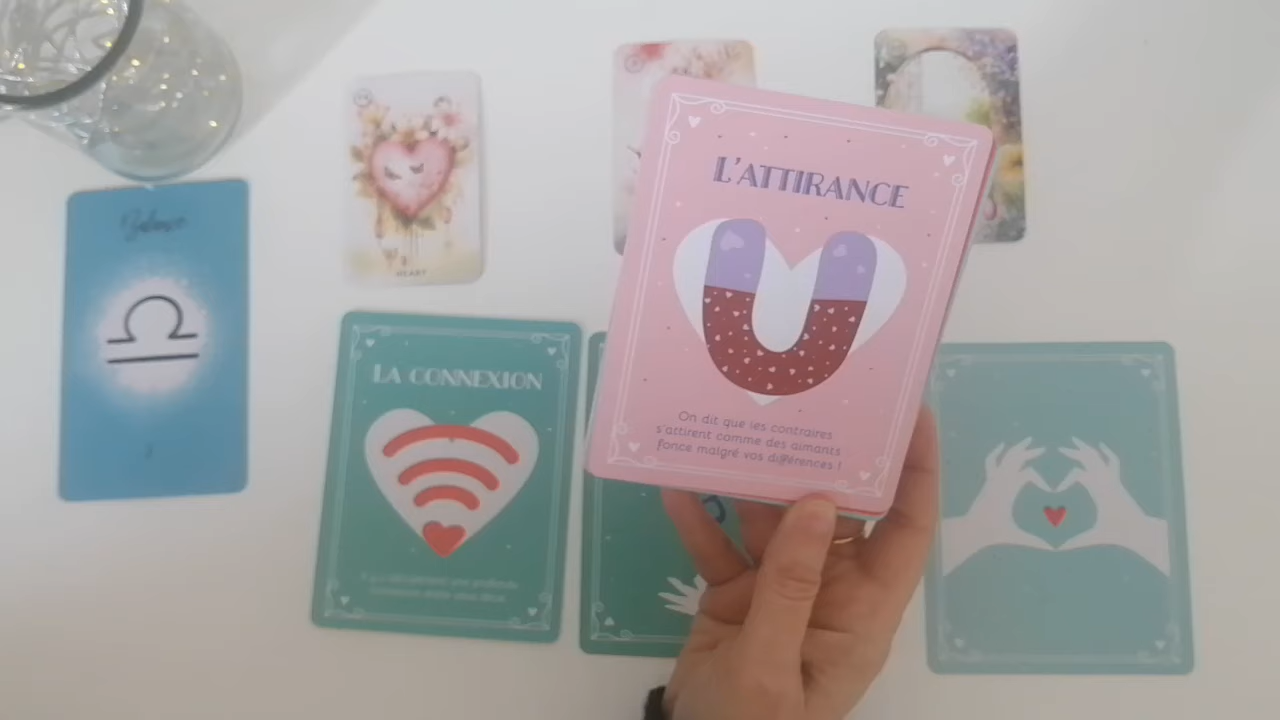 Balance
HEART
L'ATTIRANCE
On dit que les contraires
s'attirent comme des aimants
fonce malgré vos différences !
LA CONNEXION